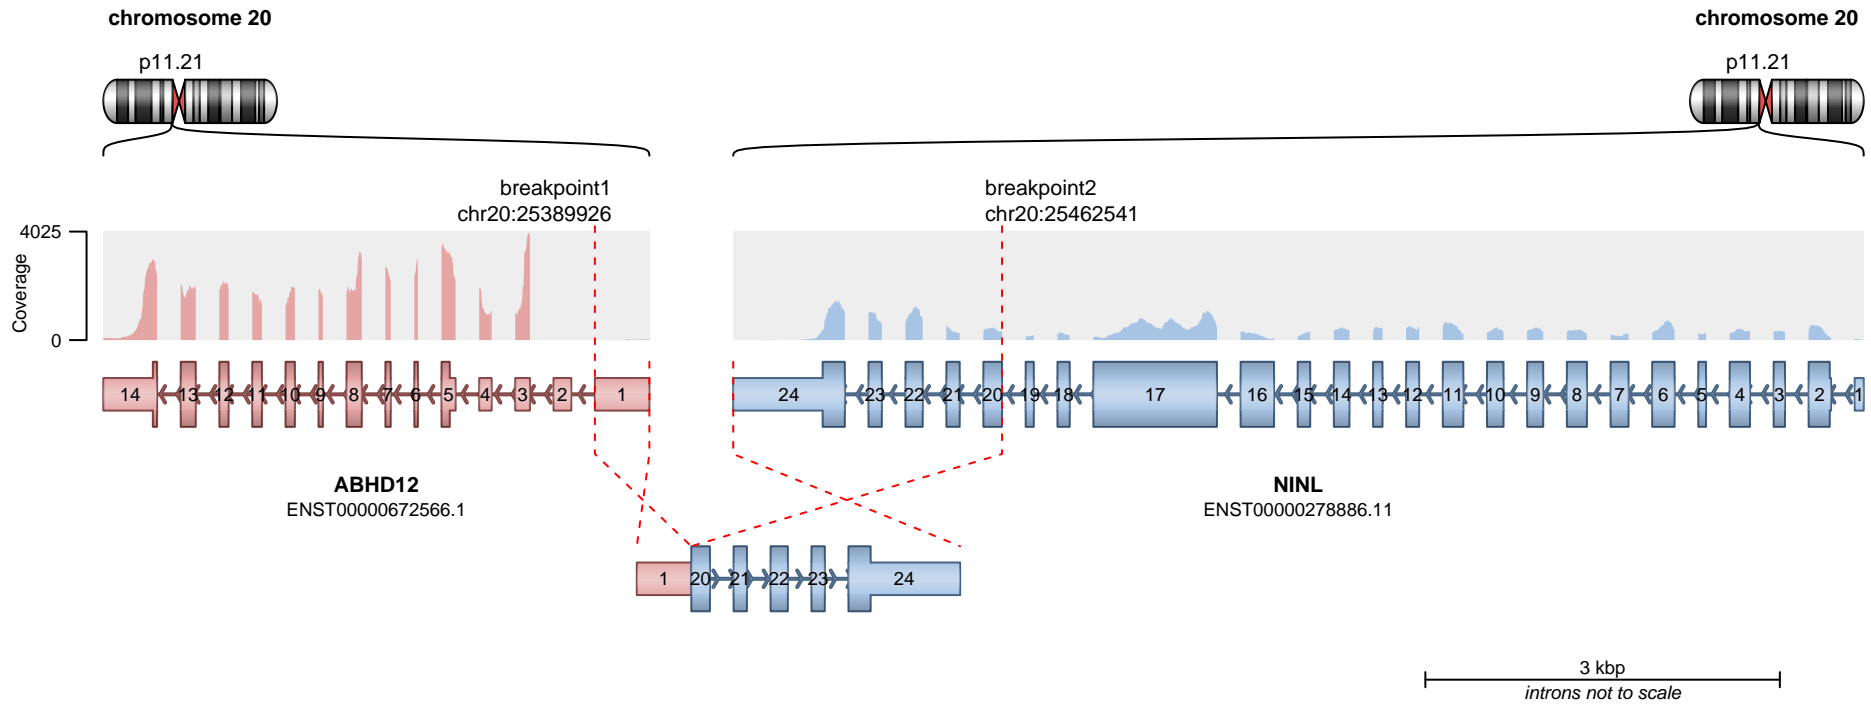 chromosome 20
chromosome 20
p11.21
p11.21
breakpoint1
chr20:25389926
breakpoint2
chr20:25462541
4025
Coverage
0
14 13 12 11 10 9 8 7 6 5 4 3 2 1
24 23 22 21 20 19 18 17 16 15 14 13 12 11 10 9 8 7 6 5 4 3 2 1
ABHD12
ENST00000672566.1
NINL
ENST00000278886.11
1 20 21 22 23 24
3 kbp
introns not to scale